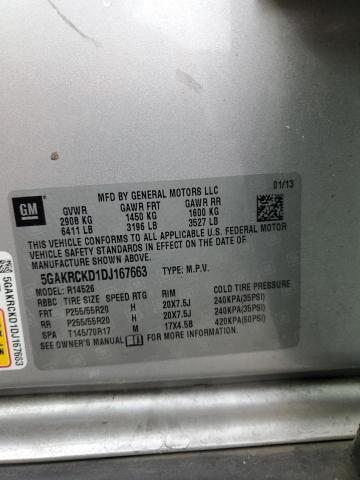 MFD BY GENERAL MOTORS LLC
01/13
GM
GVWR GAWR FRT GAWR RR
2908 KG 1450 KG 1600 KG
6411 LB 3196 LB 3527 LB
THIS VEHICLE CONFORMS TO ALL APPLICABLE U.S. FEDERAL MOTOR
VEHICLE SAFETY STANDARDS IN EFFECT ON THE DATE OF
MANUFACTURE SHOWN ABOVE.
5GAKRCKD1DJ167663 TYPE: M.P.V.
MODEL: R14526
RBBC TIRE SIZE SPEED RTG RIM COLD TIRE PRESSURE
FRT P255/55R20 H 20X7.5J 240KPA(35PSI)
RR P255/55R20 H 20X7.5J 240KPA(35PSI)
SPA T145/70R17 M 17X4.5B 420KPA(60PSI)
SEE OWNER'S MANUAL FOR MORE INFORMATION.
5GAKRCKD1DJ167663